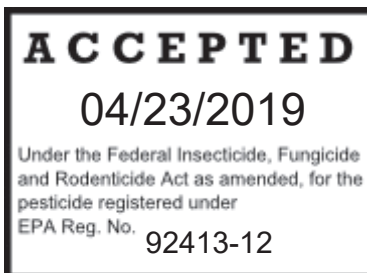 ACCEPTED
04/23/2019
Under the Federal Insecticide, Fungicide
and Rodenticide Act as amended, for the
pesticide registered under
EPA Reg. No. 92413-12